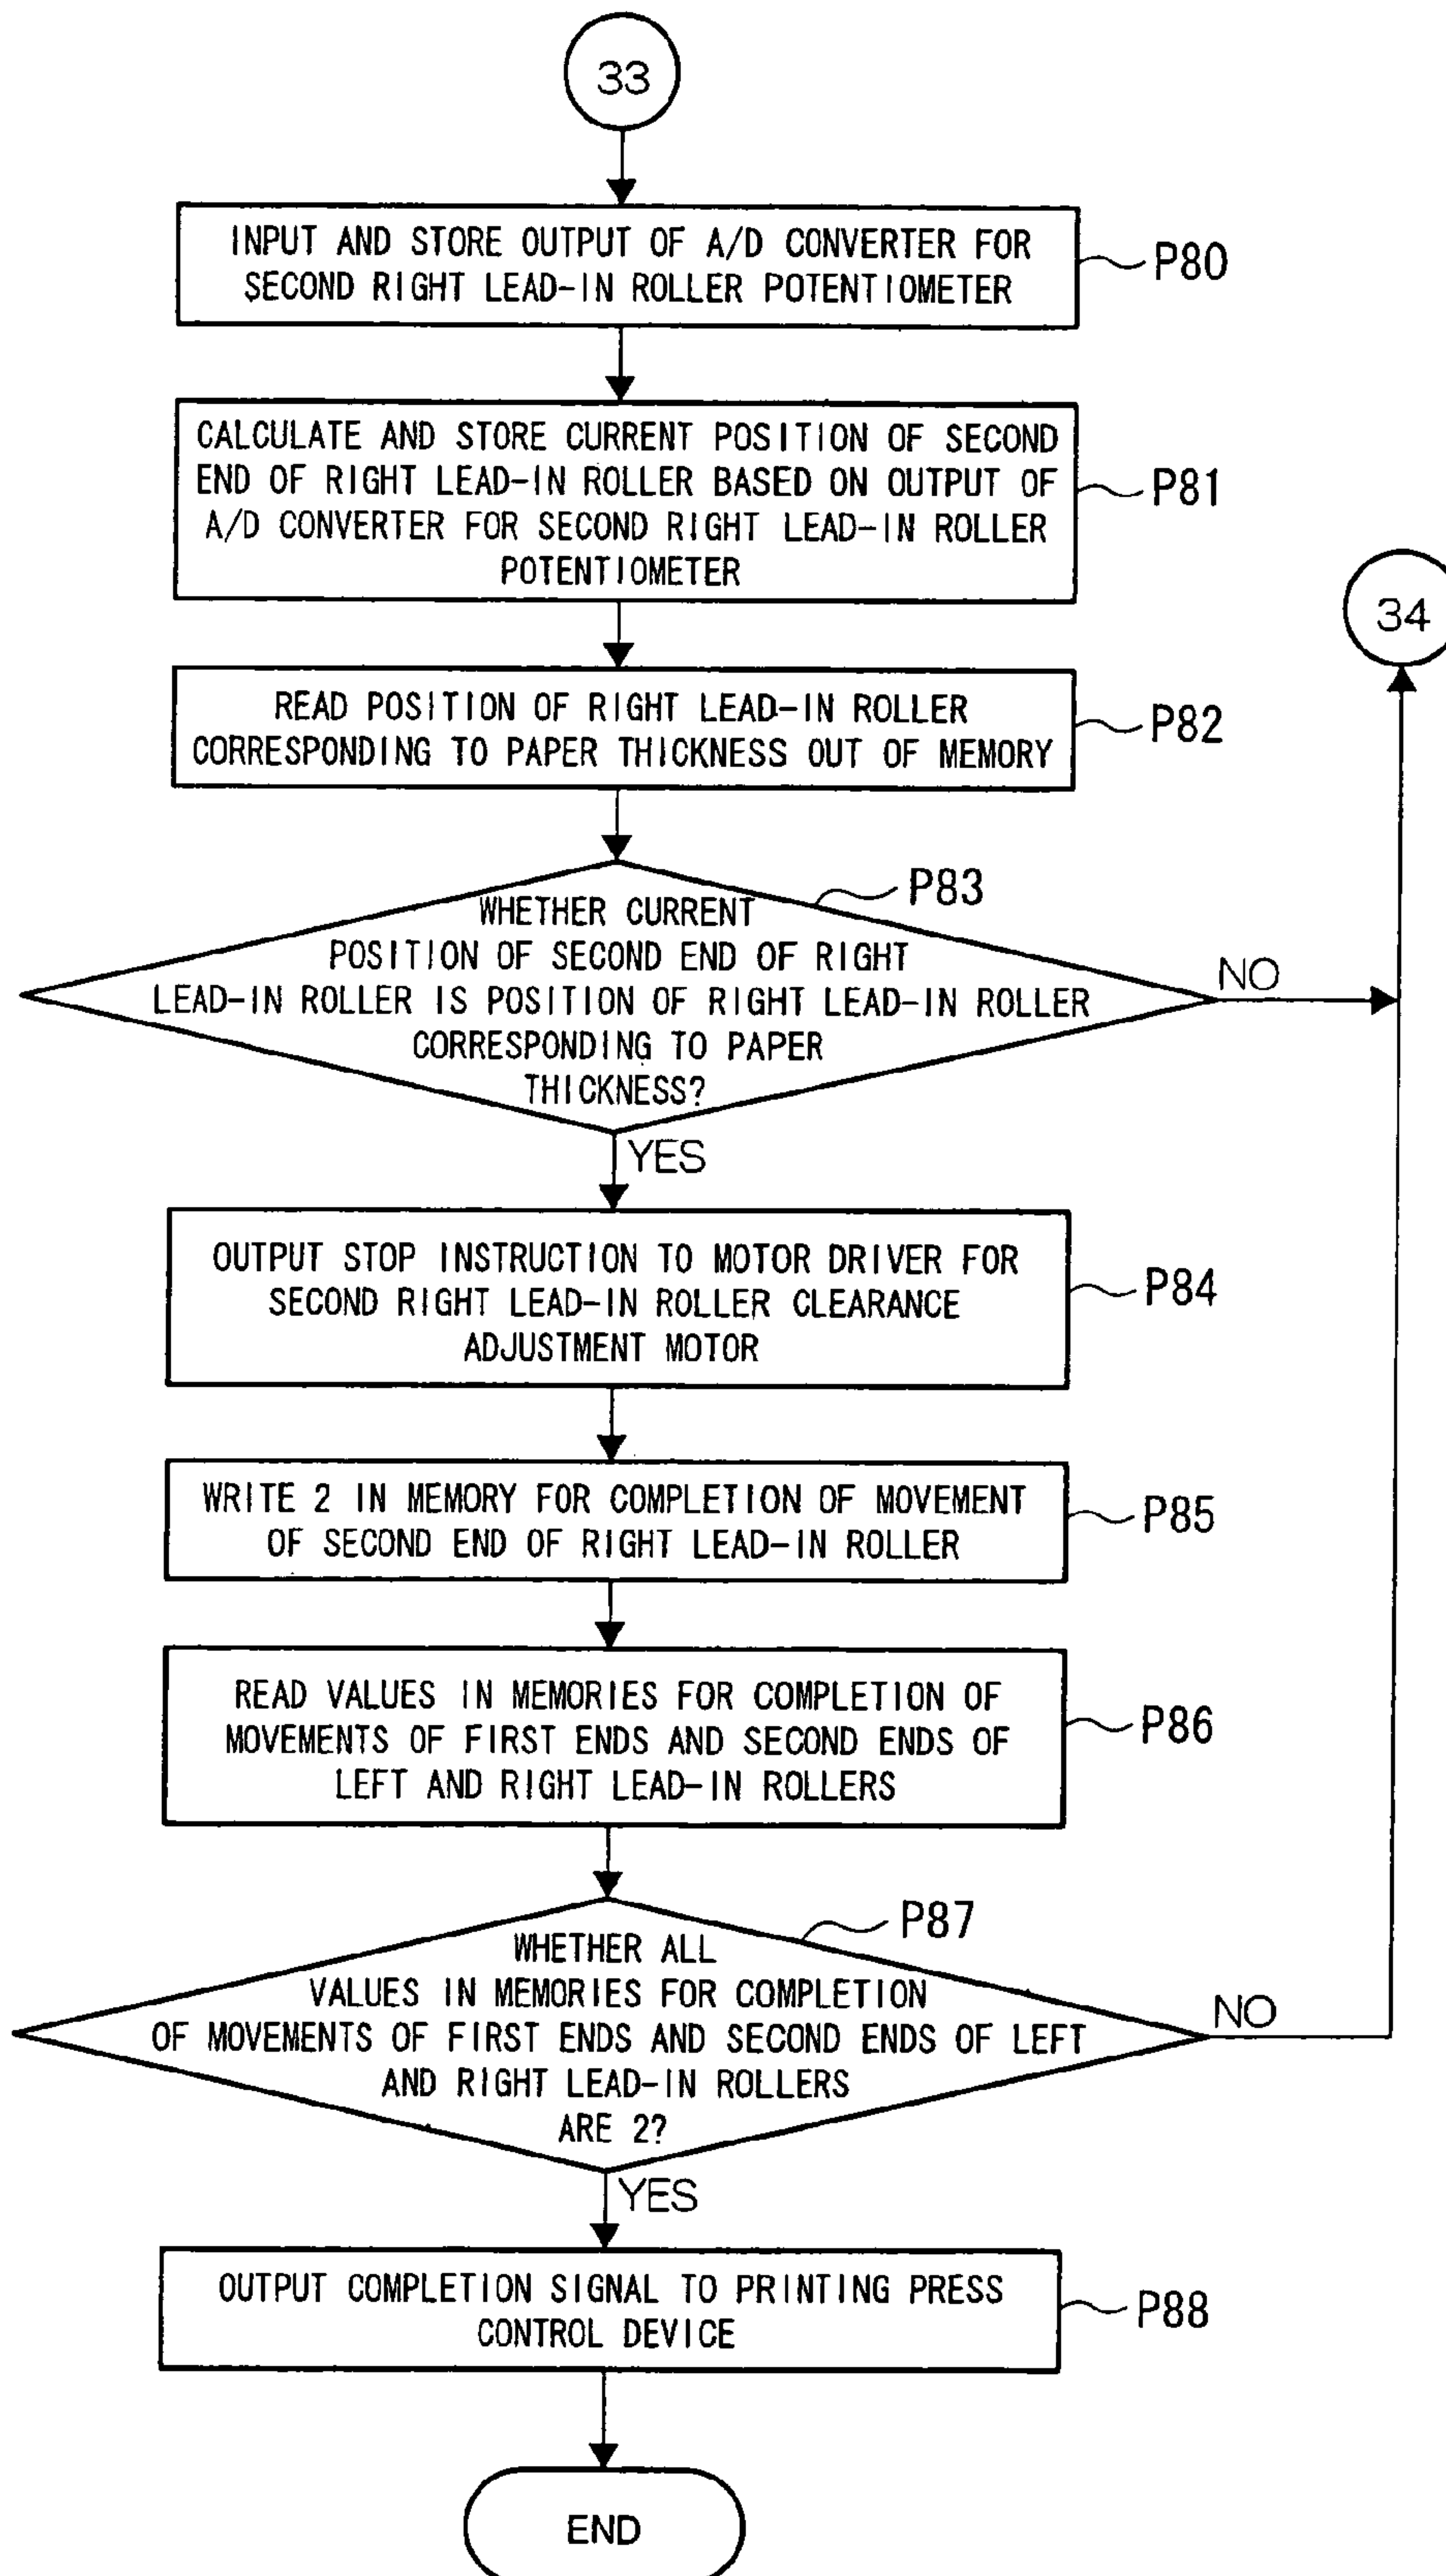 33
INPUT AND STORE OUTPUT OF A/D CONVERTER FOR
SECOND RIGHT LEAD-IN ROLLER POTENTIOMETER
P80
CALCULATE AND STORE CURRENT POSITION OF SECOND
END OF RIGHT LEAD-IN ROLLER BASED ON OUTPUT OF
A/D CONVERTER FOR SECOND RIGHT LEAD-IN ROLLER
POTENTIOMETER
P81
34
READ POSITION OF RIGHT LEAD-IN ROLLER
CORRESPONDING TO PAPER THICKNESS OUT OF MEMORY
P82
P83
WHETHER CURRENT
POSITION OF SECOND END OF RIGHT
LEAD-IN ROLLER IS POSITION OF RIGHT LEAD-IN ROLLER
CORRESPONDING TO PAPER
THICKNESS?
NO
YES
OUTPUT STOP INSTRUCTION TO MOTOR DRIVER FOR
SECOND RIGHT LEAD-IN ROLLER CLEARANCE
ADJUSTMENT MOTOR
P84
WRITE 2 IN MEMORY FOR COMPLETION OF MOVEMENT
OF SECOND END OF RIGHT LEAD-IN ROLLER
P85
READ VALUES IN MEMORIES FOR COMPLETION OF
MOVEMENTS OF FIRST ENDS AND SECOND ENDS OF
LEFT AND RIGHT LEAD-IN ROLLERS
P86
P87
WHETHER ALL
VALUES IN MEMORIES FOR COMPLETION
OF MOVEMENTS OF FIRST ENDS AND SECOND ENDS OF LEFT
AND RIGHT LEAD-IN ROLLERS
ARE 2?
NO
YES
OUTPUT COMPLETION SIGNAL TO PRINTING PRESS
CONTROL DEVICE
P88
END